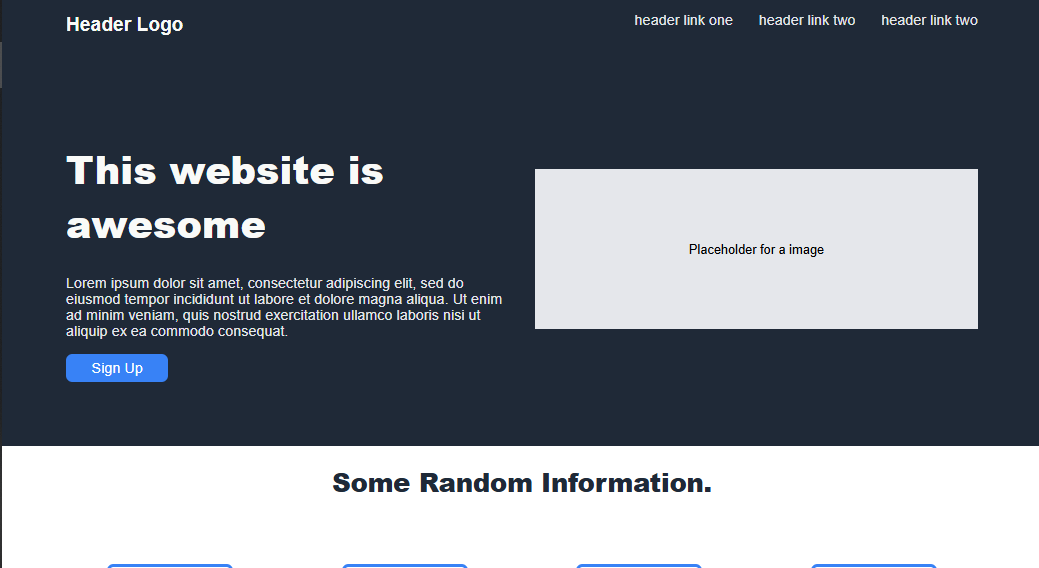 Header Logo
header link one
header link two
header link two
This website is
awesome
Lorem ipsum dolor sit amet, consectetur adipiscing elit, sed do
eiusmod tempor incididunt ut labore et dolore magna aliqua. Ut enim
ad minim veniam, quis nostrud exercitation ullamco laboris nisi ut
aliquip ex ea commodo consequat.
Sign Up
Placeholder for a image
Some Random Information.